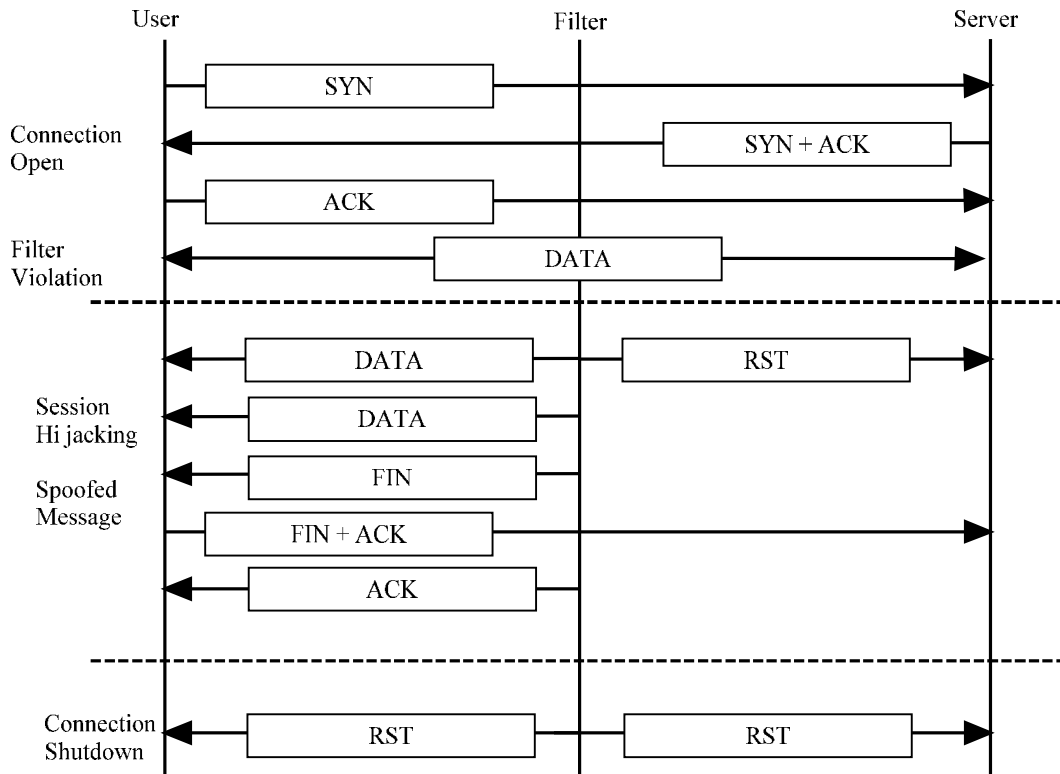 User
Filter
Server
SYN
Connection
Open
SYN + ACK
ACK
Filter
Violation
DATA
DATA
RST
Session
Hi jacking
DATA
Spoofed
Message
FIN
FIN + ACK
ACK
Connection
Shutdown
RST
RST